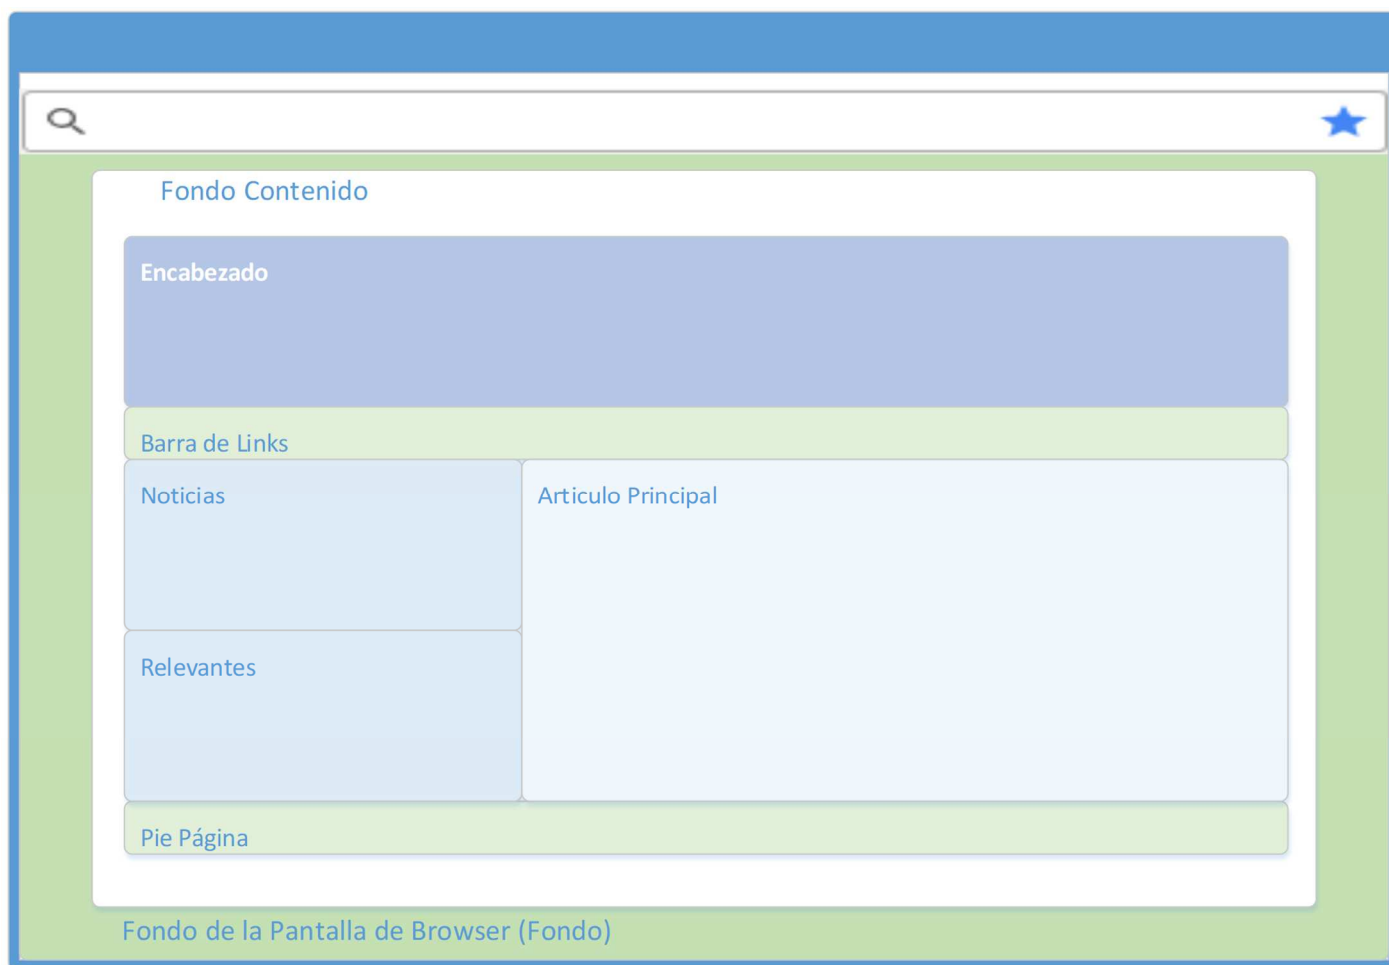 Fondo Contenido
Encabezado
Barra de Links
Noticias
Articulo Principal
Relevantes
Pie Página
Fondo de la Pantalla de Browser (Fondo)